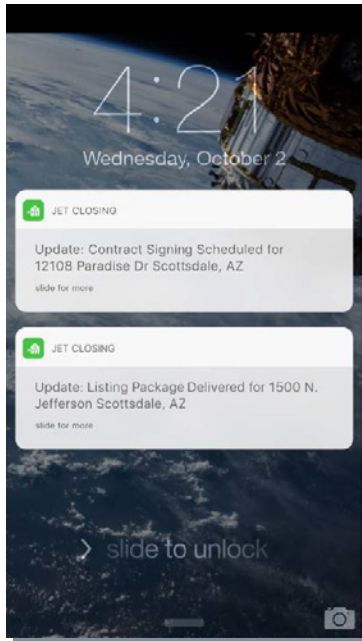 4:21
Wednesday, October 2
JET CLOSING
Update: Contract Signing Scheduled for
12108 Paradise Dr Scottsdale, AZ
slide for more
JET CLOSING
Update: Listing Package Delivered for 1500 N.
Jefferson Scottsdale, AZ
slide for more
> slide to unlock